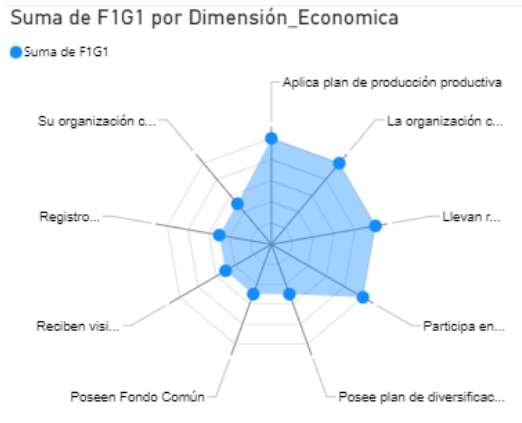 Suma de F1G1 por Dimensión_Economica
Suma de F1G1
Aplica plan de producción productiva
Su organización c...
La organización c...
Registro...
Llevan r...
Reciben visi...
Participa en...
Poseen Fondo Común
Posee plan de diversificac...